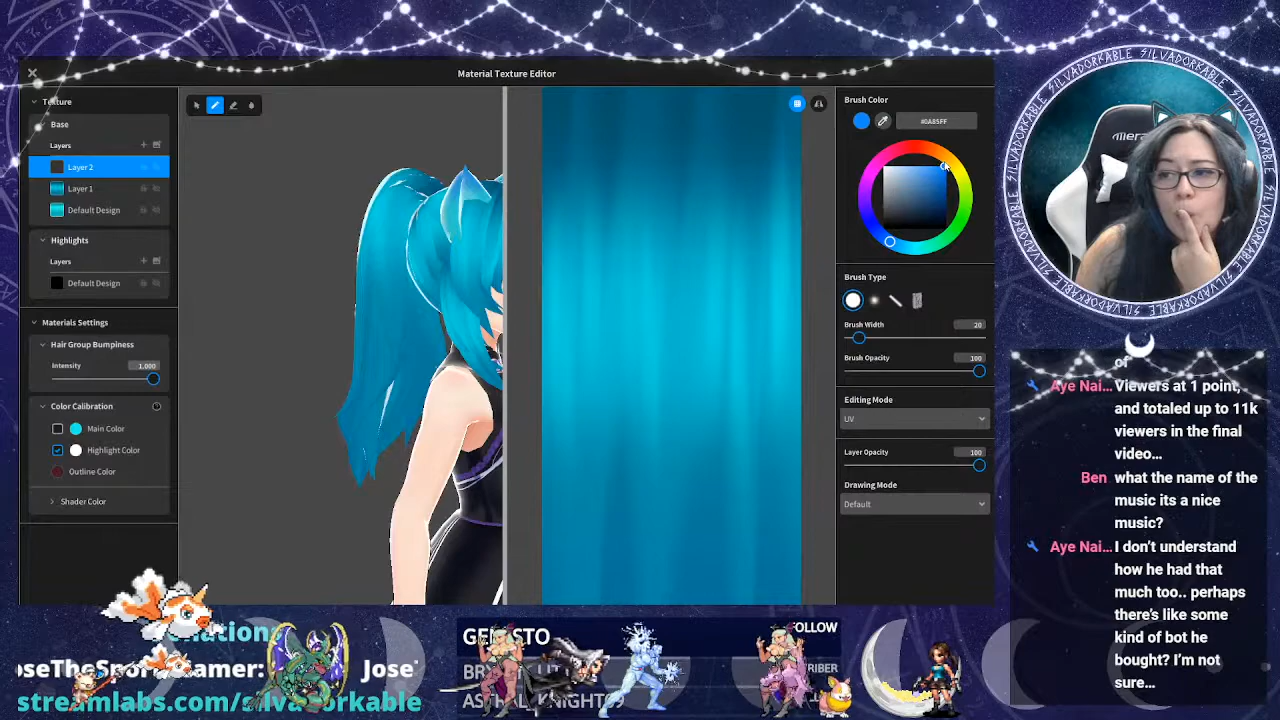 Material Texture Editor
Texture
Base
Layers
Layer 2
Layer 1
Default Design
Highlights
Layers
Default Design
Materials Settings
Hair Group Bumpiness
Intensity 1,000
Color Calibration
Main Color
Highlight Color
Outline Color
Shader Color
Brush Color
#0A85FF
Brush Type
Brush Width 20
Brush Opacity 100
Editing Mode
UV
Layer Opacity 100
Drawing Mode
Default
SILVADORKABLE
of
Aye Nai... Viewers at 1 point,
and totaled up to 11k
viewers in the final
video...
Ben what the name of the
music its a nice
music?
Aye Nai... I don't understand
how he had that
much too.. perhaps
there's like some
kind of bot he
bought? I'm not
sure...
FOLLOW
Jose